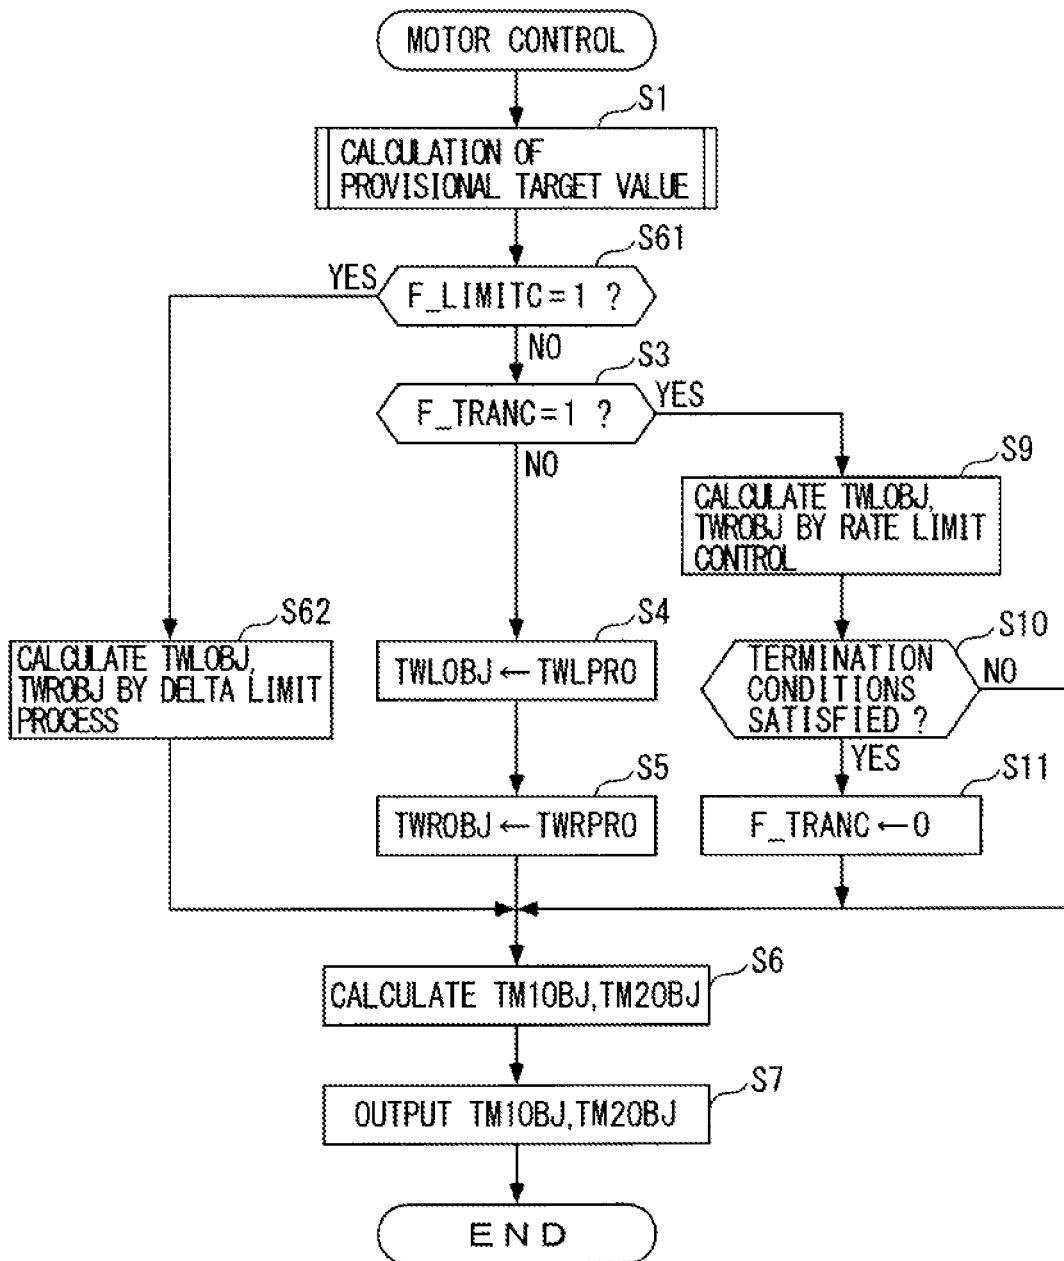 MOTOR CONTROL
S1
CALCULATION OF
PROVISIONAL TARGET VALUE
S61
YES
F_LIMITC=1 ?
NO
S3
F_TRANC=1 ?
YES
NO
S9
CALCULATE TWLOBJ,
TWROBJ BY RATE LIMIT
CONTROL
S62
CALCULATE TWLOBJ,
TWROBJ BY DELTA LIMIT
PROCESS
S4
TWLOBJ←TWLPRO
S10
TERMINATION
CONDITIONS
SATISFIED ?
NO
YES
S5
TWROBJ←TWRPRO
S11
F_TRANC←0
S6
CALCULATE TM1OBJ,TM2OBJ
S7
OUTPUT TM1OBJ,TM2OBJ
END